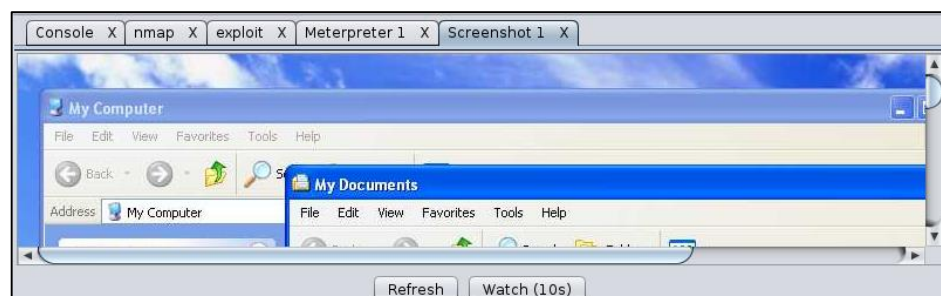 Console X nmap X exploit X Meterpreter 1 X Screenshot 1 X
My Computer
File Edit View Favorites Tools Help
Back
My Documents
Address My Computer
File Edit View Favorites Tools Help
Refresh Watch (10s)